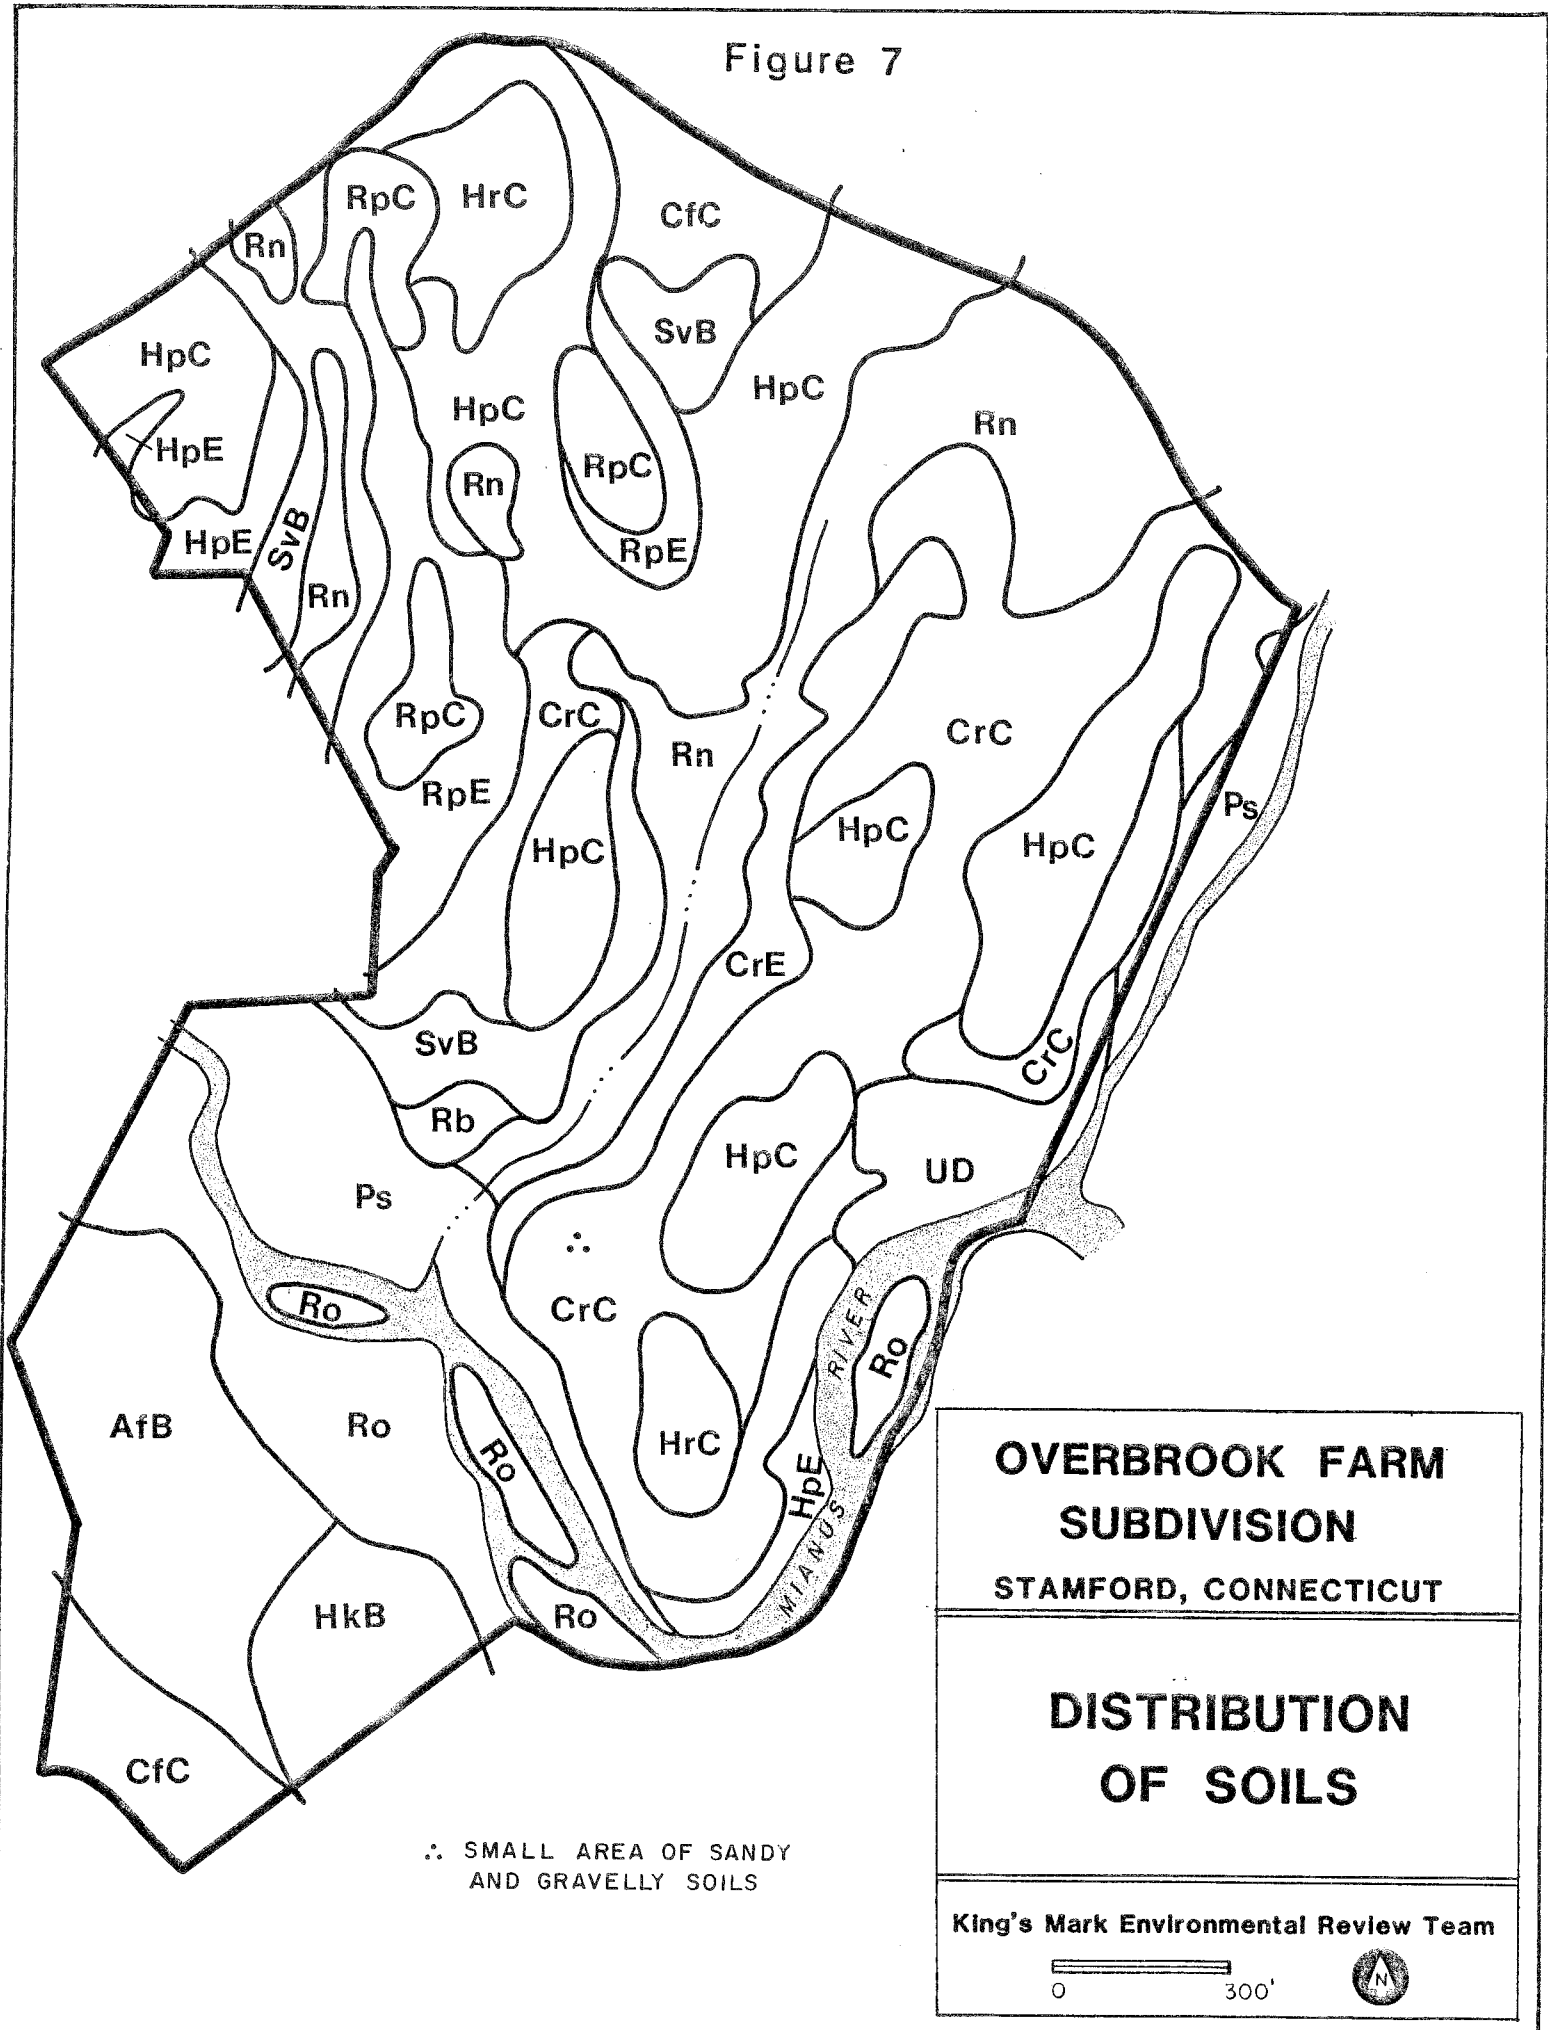 Figure 7
RpC
HrC
CfC
Rn
SvB
HpC
HpC
HpC
Rn
HpE
RpC
Rn
SvB
HpE
RpE
Rn
RpC
CrC
CrC
Rn
RpE
Ps
HpC
HpC
HpC
CrE
SvB
CrC
Rb
HpC
UD
Ps
Ro
CrC
RIVER
Ro
AfB
Ro
HrC
Ro
HpE
MIANUS
HkB
Ro
CfC
SMALL AREA OF SANDY
AND GRAVELLY SOILS
OVERBROOK FARM
SUBDIVISION
STAMFORD, CONNECTICUT
DISTRIBUTION
OF SOILS
King's Mark Environmental Review Team
0 300'
N